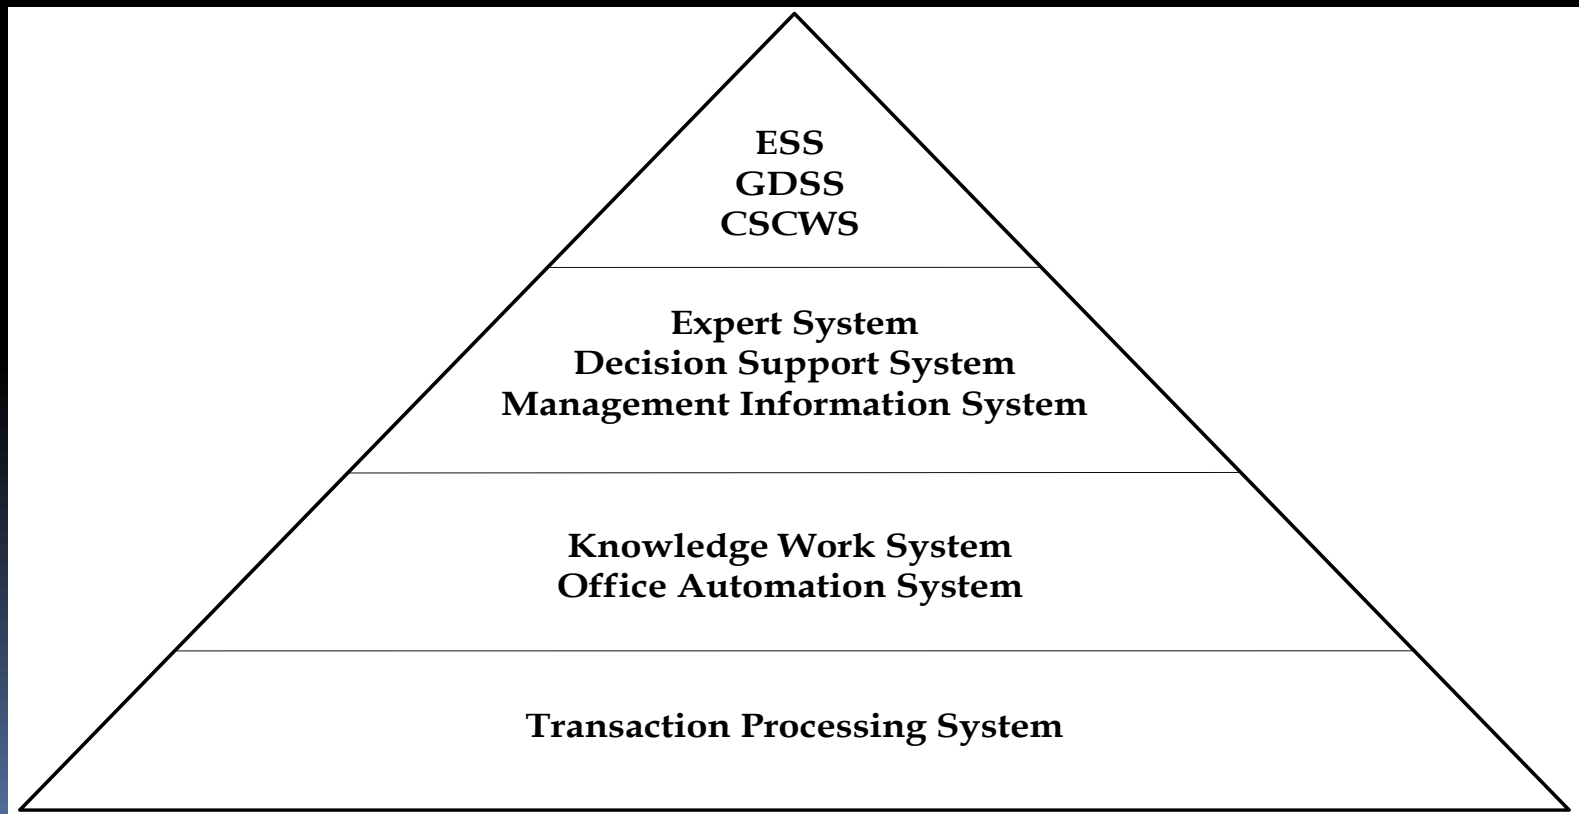 ESS
GDSS
CSCWS
Expert System
Decision Support System
Management Information System
Knowledge Work System
Office Automation System
Transaction Processing System